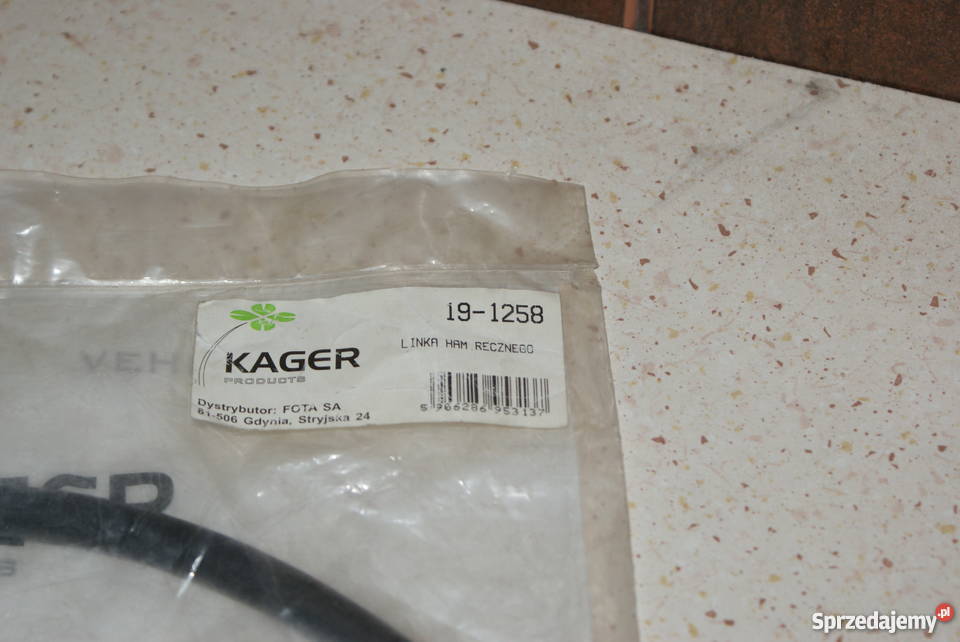 19-1258
LINKA HAM RECZNEGO
KAGER
PRODUCTS
5 906286 953137
Dystrybutor: FOTA SA
81-506 Gdynia, Stryjska 24
VEH
Sprzedajemy.pl